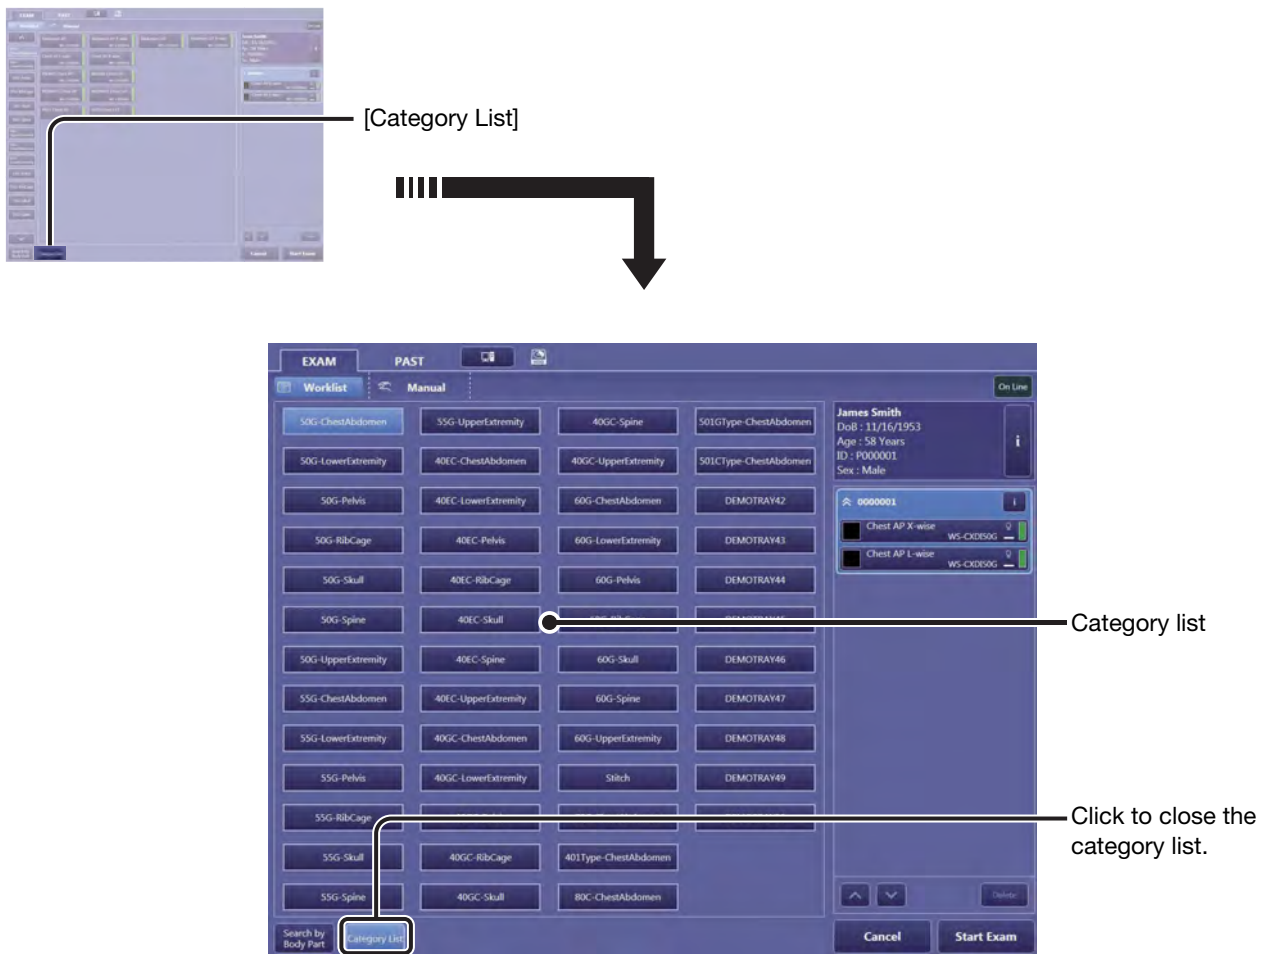 EXAM PAST
[Category List]
EXAM PAST
Worklist Manual On Line
50G-ChestAbdomen 55G-UpperExtremity 40GC-Spine 501GType-ChestAbdomen
James Smith
DoB : 11/16/1953
Age : 58 Years
ID : P000001
Sex : Male
i
50G-LowerExtremity 40EC-ChestAbdomen 40GC-UpperExtremity 501CType-ChestAbdomen
50G-Pelvis 40EC-LowerExtremity 60G-ChestAbdomen DEMOTRAY42
0000001 i
Chest AP X-wise
WS-CXDI50G
Chest AP L-wise
WS-CXDI50G
50G-RibCage 40EC-Pelvis 60G-LowerExtremity DEMOTRAY43
50G-Skull 40EC-RibCage 60G-Pelvis DEMOTRAY44
50G-Spine 40EC-Skull
Category list
50G-UpperExtremity 40EC-Spine 60G-Skull DEMOTRAY46
55G-ChestAbdomen 40EC-UpperExtremity 60G-Spine DEMOTRAY47
55G-LowerExtremity 40GC-ChestAbdomen 60G-UpperExtremity DEMOTRAY48
55G-Pelvis 40GC-LowerExtremity Stitch DEMOTRAY49
55G-RibCage
Click to close the
category list.
55G-Skull 40GC-RibCage 401Type-ChestAbdomen
55G-Spine 40GC-Skull 80C-ChestAbdomen
Delete
Search by
Body Part
Category List
Cancel Start Exam